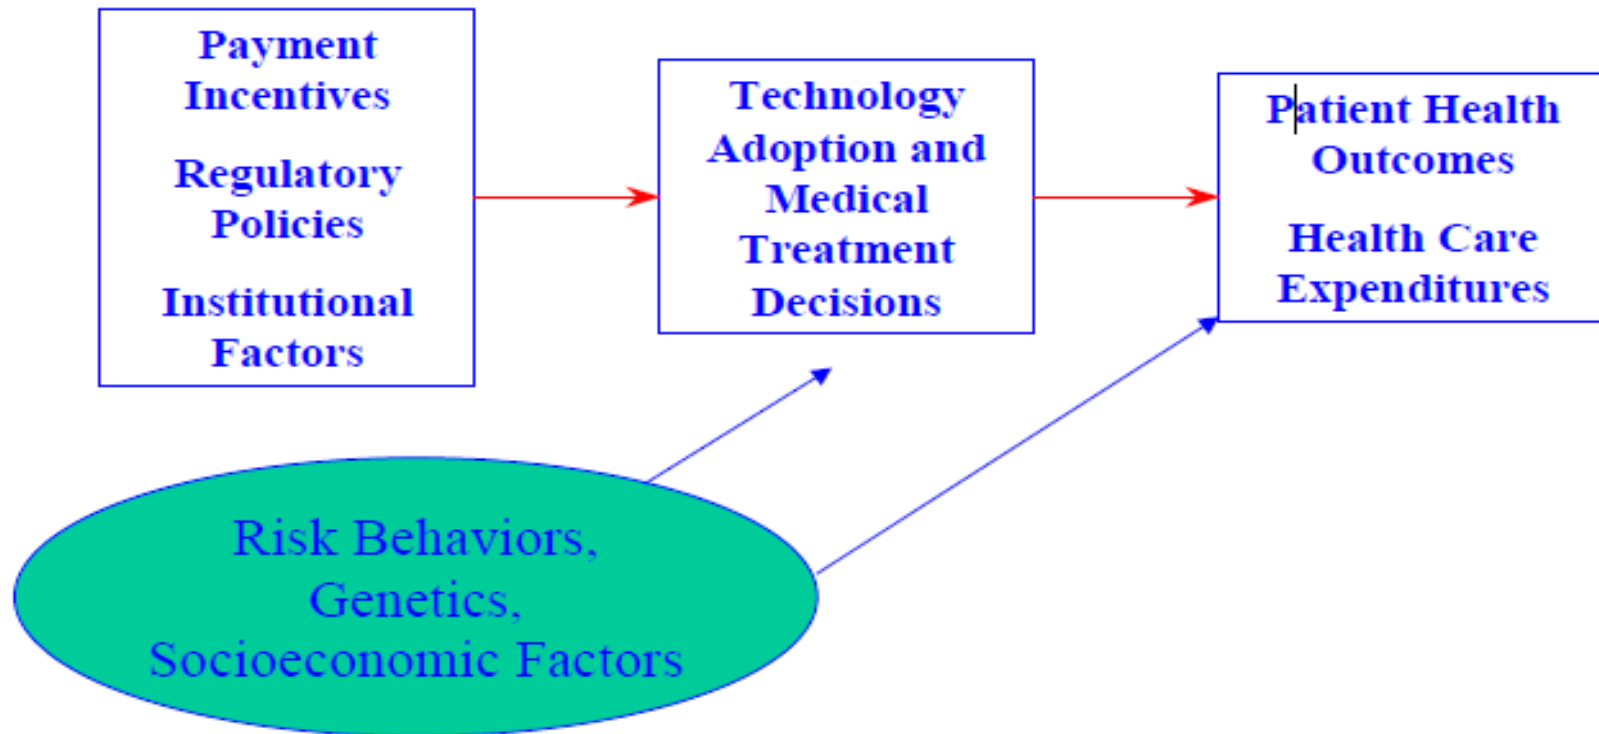 Payment
Incentives
Regulatory
Policies
Institutional
Factors
Technology
Adoption and
Medical
Treatment
Decisions
Patient Health
Outcomes
Health Care
Expenditures
Risk Behaviors,
Genetics,
Socioeconomic Factors